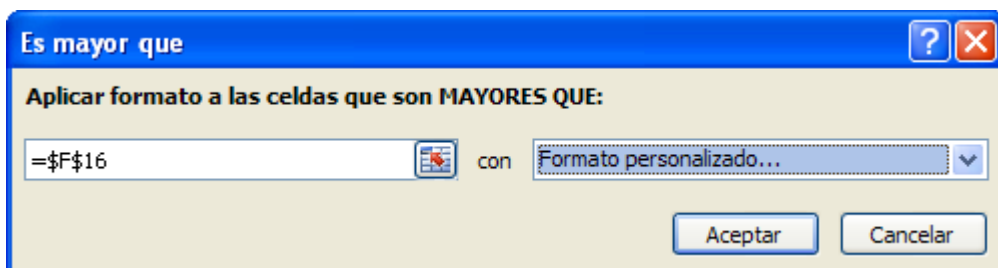 Es mayor que
Aplicar formato a las celdas que son MAYORES QUE:
=$F$16 con Formato personalizado...
Aceptar Cancelar